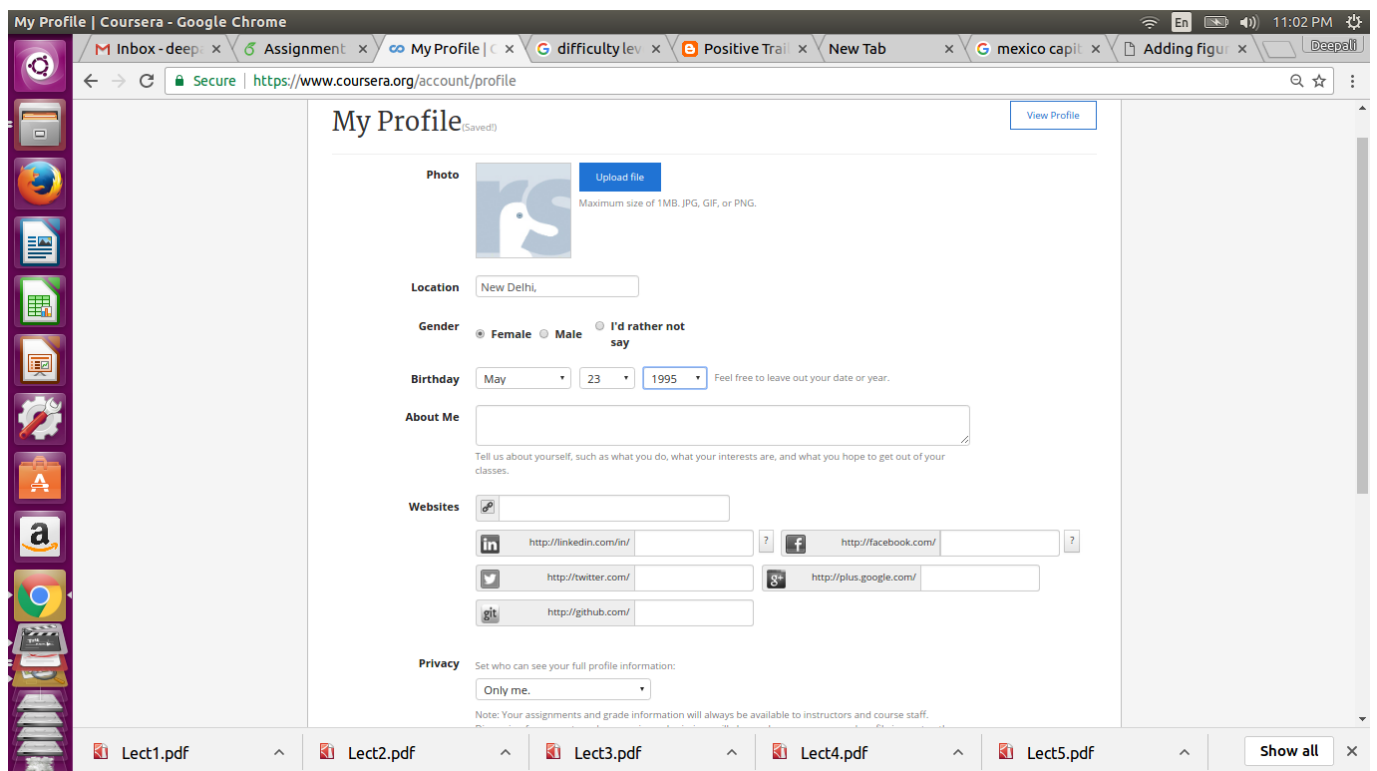 My Profile | Coursera - Google Chrome
En
11:02 PM
M Inbox - deep
Assignment
My Profile | C
G difficulty lev
Positive Trail
New Tab
G mexico capit
Adding figur
Deepali
Secure
https://www.coursera.org/account/profile
My Profile (Saved!)
View Profile
Photo
rs
Upload file
Maximum size of 1MB. JPG, GIF, or PNG.
Location
New Delhi,
Gender
Female
Male
I'd rather not
say
Birthday
May
23
1995
Feel free to leave out your date or year.
About Me
Tell us about yourself, such as what you do, what your interests are, and what you hope to get out of your
classes.
Websites
in
http://linkedin.com/in/
?
f
http://facebook.com/
?
http://twitter.com/
g+
http://plus.google.com/
git
http://github.com/
Privacy
Set who can see your full profile information:
Only me.
Note: Your assignments and grade information will always be available to instructors and course staff.
a
Lect1.pdf
Lect2.pdf
Lect3.pdf
Lect4.pdf
Lect5.pdf
Show all